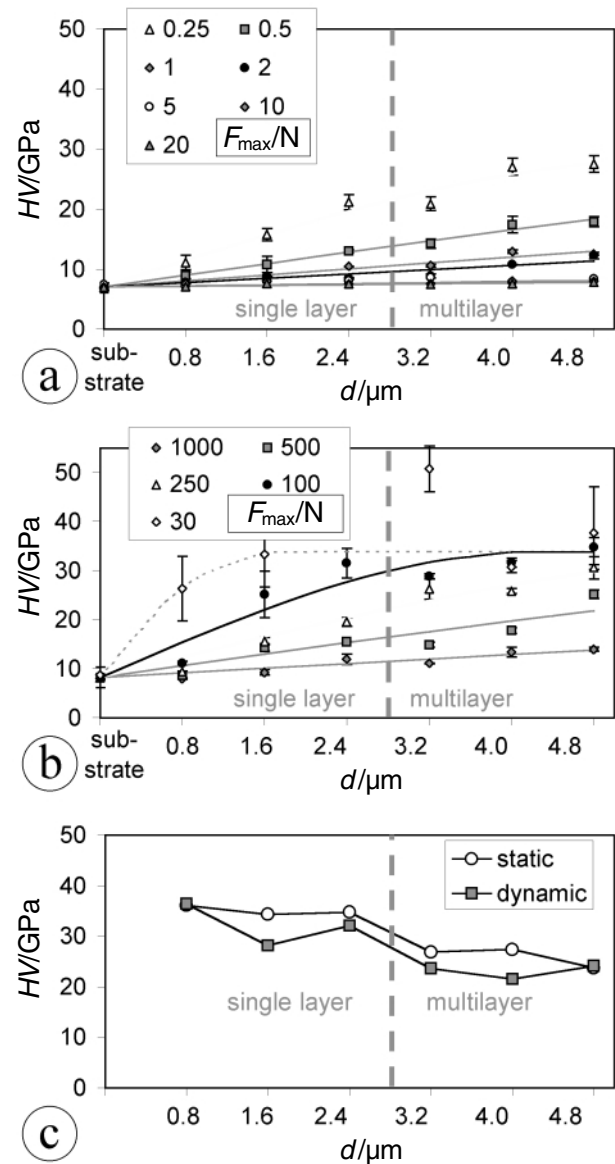 50
40
30
20
10
0
HV/GPa
0.25 0.5
1 2
5 10
20 Fmax/N
single layer multilayer
sub-
strate
0.8 1.6 2.4 3.2 4.0 4.8
d/µm
a
50
40
30
20
10
0
HV/GPa
1000 500
250 100
30 Fmax/N
single layer multilayer
sub-
strate
0.8 1.6 2.4 3.2 4.0 4.8
d/µm
b
50
40
30
20
10
0
HV/GPa
static
dynamic
single layer multilayer
0.8 1.6 2.4 3.2 4.0 4.8
d/µm
c